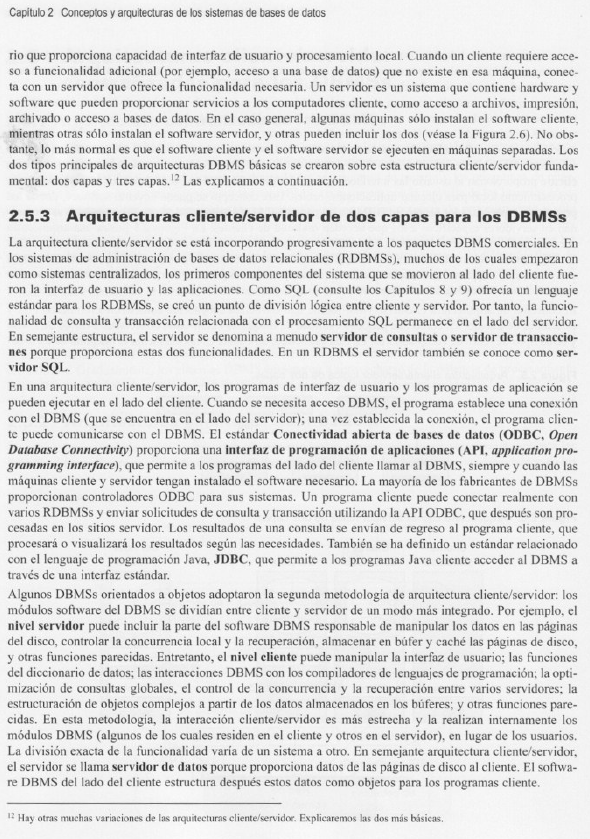 Capítulo 2 Conceptos y arquitecturas de los sistemas de bases de datos
rio que proporciona capacidad de interfaz de usuario y procesamiento local. Cuando un cliente requiere acce-
so a funcionalidad adicional (por ejemplo, acceso a una base de datos) que no existe en esa máquina, conec-
ta con un servidor que ofrece la funcionalidad necesaria. Un servidor es un sistema que contiene hardware y
software que pueden proporcionar servicios a los computadores cliente, como acceso a archivos, impresión,
archivado o acceso a bases de datos. En el caso general, algunas máquinas sólo instalan el software cliente,
mientras otras sólo instalan el software servidor, y otras pueden incluir los dos (véase la Figura 2.6). No obs-
tante, lo más normal es que el software cliente y el software servidor se ejecuten en máquinas separadas. Los
dos tipos principales de arquitecturas DBMS básicas se crearon sobre esta estructura cliente/servidor funda-
mental: dos capas y tres capas.12 Las explicamos a continuación.
2.5.3 Arquitecturas cliente/servidor de dos capas para los DBMSs
La arquitectura cliente/servidor se está incorporando progresivamente a los paquetes DBMS comerciales. En
los sistemas de administración de bases de datos relacionales (RDBMSs), muchos de los cuales empezaron
como sistemas centralizados, los primeros componentes del sistema que se movieron al lado del cliente fue-
ron la interfaz de usuario y las aplicaciones. Como SQL (consulte los Capítulos 8 y 9) ofrecía un lenguaje
estándar para los RDBMSs, se creó un punto de división lógica entre cliente y servidor. Por tanto, la funcio-
nalidad de consulta y transacción relacionada con el procesamiento SQL permanece en el lado del servidor.
En semejante estructura, el servidor se denomina a menudo servidor de consultas o servidor de transaccio-
nes porque proporciona estas dos funcionalidades. En un RDBMS el servidor también se conoce como ser-
vidor SQL.
En una arquitectura cliente/servidor, los programas de interfaz de usuario y los programas de aplicación se
pueden ejecutar en el lado del cliente. Cuando se necesita acceso DBMS, el programa establece una conexión
con el DBMS (que se encuentra en el lado del servidor); una vez establecida la conexión, el programa clien-
te puede comunicarse con el DBMS. El estándar Conectividad abierta de bases de datos (ODBC, Open
Database Connectivity) proporciona una interfaz de programación de aplicaciones (API, application pro-
gramming interface), que permite a los programas del lado del cliente llamar al DBMS, siempre y cuando las
máquinas cliente y servidor tengan instalado el software necesario. La mayoría de los fabricantes de DBMSs
proporcionan controladores ODBC para sus sistemas. Un programa cliente puede conectar realmente con
varios RDBMSs y enviar solicitudes de consulta y transacción utilizando la API ODBC, que después son pro-
cesadas en los sitios servidor. Los resultados de una consulta se envían de regreso al programa cliente, que
procesará o visualizará los resultados según las necesidades. También se ha definido un estándar relacionado
con el lenguaje de programación Java, JDBC, que permite a los programas Java cliente acceder al DBMS a
través de una interfaz estándar.
Algunos DBMSs orientados a objetos adoptaron la segunda metodología de arquitectura cliente/servidor: los
módulos software del DBMS se dividían entre cliente y servidor de un modo más integrado. Por ejemplo, el
nivel servidor puede incluir la parte del software DBMS responsable de manipular los datos en las páginas
del disco, controlar la concurrencia local y la recuperación, almacenar en búfer y caché las páginas de disco,
y otras funciones parecidas. Entretanto, el nivel cliente puede manipular la interfaz de usuario; las funciones
del diccionario de datos; las interacciones DBMS con los compiladores de lenguajes de programación; la opti-
mización de consultas globales, el control de la concurrencia y la recuperación entre varios servidores; la
estructuración de objetos complejos a partir de los datos almacenados en los búferes; y otras funciones pare-
cidas. En esta metodología, la interacción cliente/servidor es más estrecha y la realizan internamente los
módulos DBMS (algunos de los cuales residen en el cliente y otros en el servidor), en lugar de los usuarios.
La división exacta de la funcionalidad varía de un sistema a otro. En semejante arquitectura cliente/servidor,
el servidor se llama servidor de datos porque proporciona datos de las páginas de disco al cliente. El softwa-
re DBMS del lado del cliente estructura después estos datos como objetos para los programas cliente.
12 Hay otras muchas variaciones de las arquitecturas cliente/servidor. Explicaremos las dos más básicas.